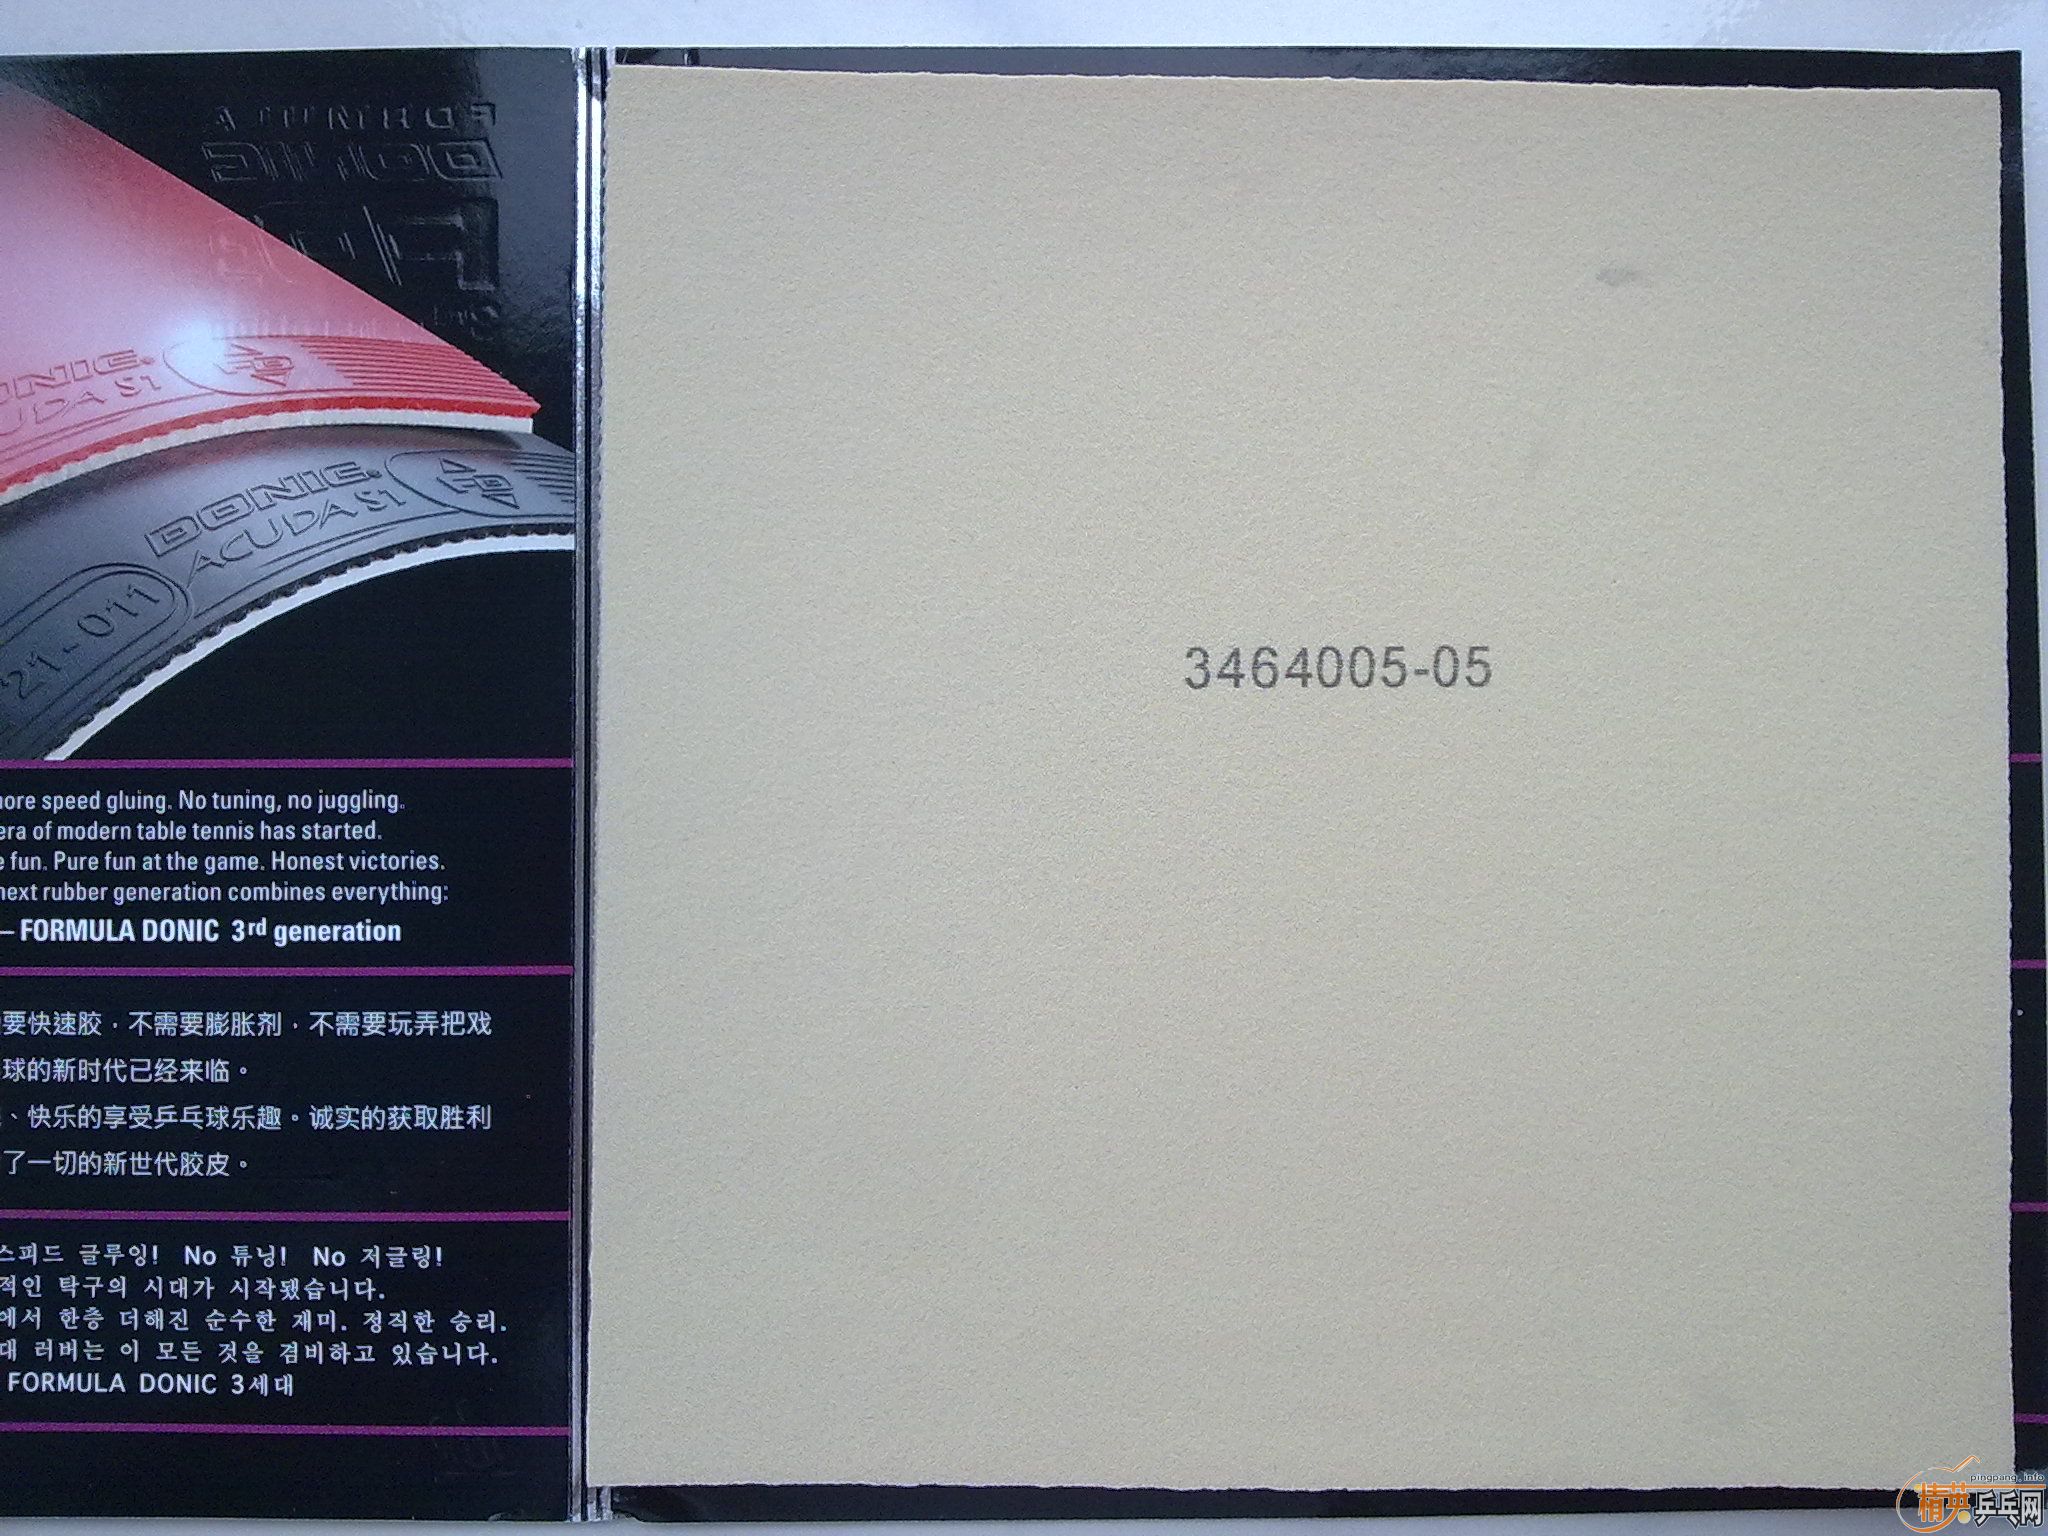 DONIC
ACUDA S1
21-011
3464005-05
more speed gluing. No tuning, no juggling.
era of modern table tennis has started.
e fun. Pure fun at the game. Honest victories.
next rubber generation combines everything:
– FORMULA DONIC 3rd generation
要快速胶，不需要膨胀剂，不需要玩弄把戏
球的新时代已经来临。
、快乐的享受乒乓球乐趣。诚实的获取胜利
了一切的新世代胶皮。
스피드 글루잉! No 튜닝! No 저글링!
적인 탁구의 시대가 시작됐습니다.
에서 한층 더해진 순수한 재미. 정직한 승리.
대 러버는 이 모든 것을 겸비하고 있습니다.
FORMULA DONIC 3세대
pingpang.info
精英乒乓网